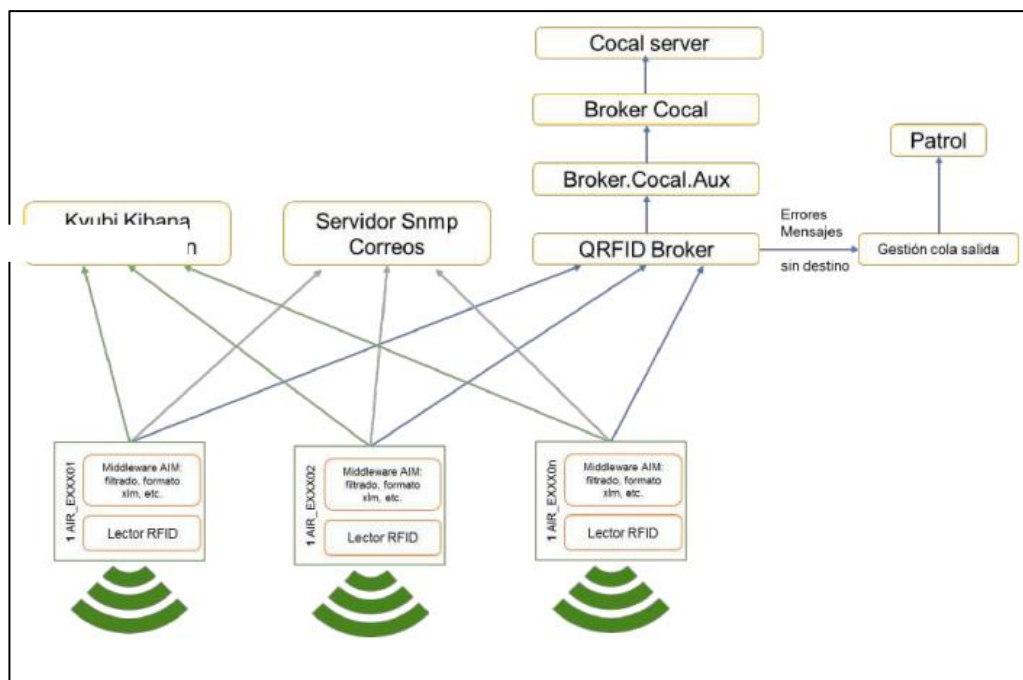 Cocal server
Broker Cocal
Patrol
Broker.Cocal.Aux
Kyubi Kibana
n
Servidor Snmp
Correos
QRFID Broker
Errores
Mensajes
sin destino
Gestión cola salida
1 AIR_EXXX01
Middleware AIM:
filtrado, formato
xlm, etc.
Lector RFID
1 AIR_EXXX02
Middleware AIM:
filtrado, formato
xlm, etc.
Lector RFID
1 AIR_EXXX0n
Middleware AIM:
filtrado, formato
xlm, etc.
Lector RFID